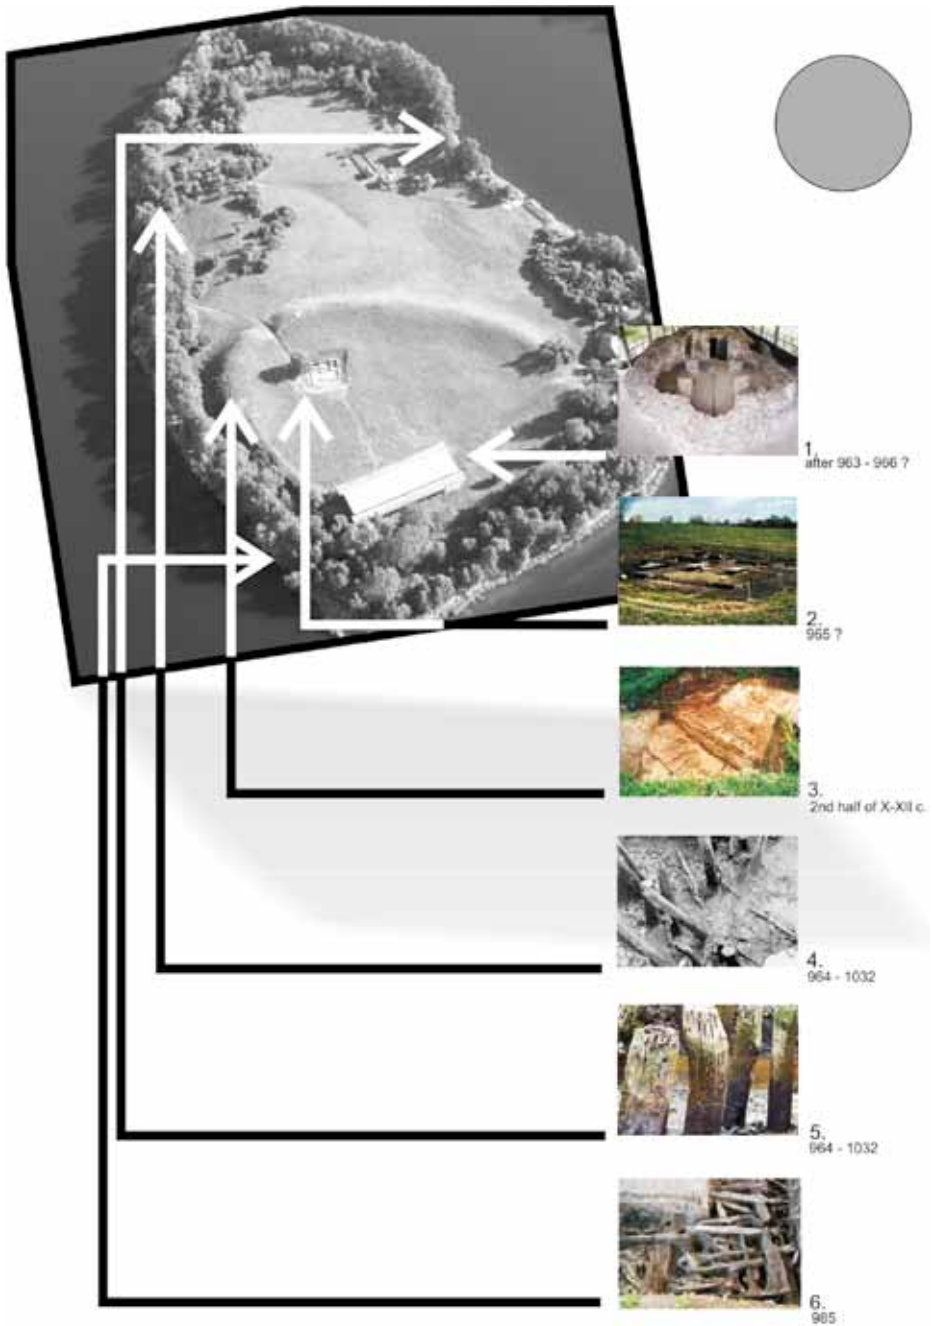 1.
after 963 - 966 ?
2.
965 ?
3.
2nd half of X-XII c.
4.
964 - 1032
5.
964 - 1032
6.
985